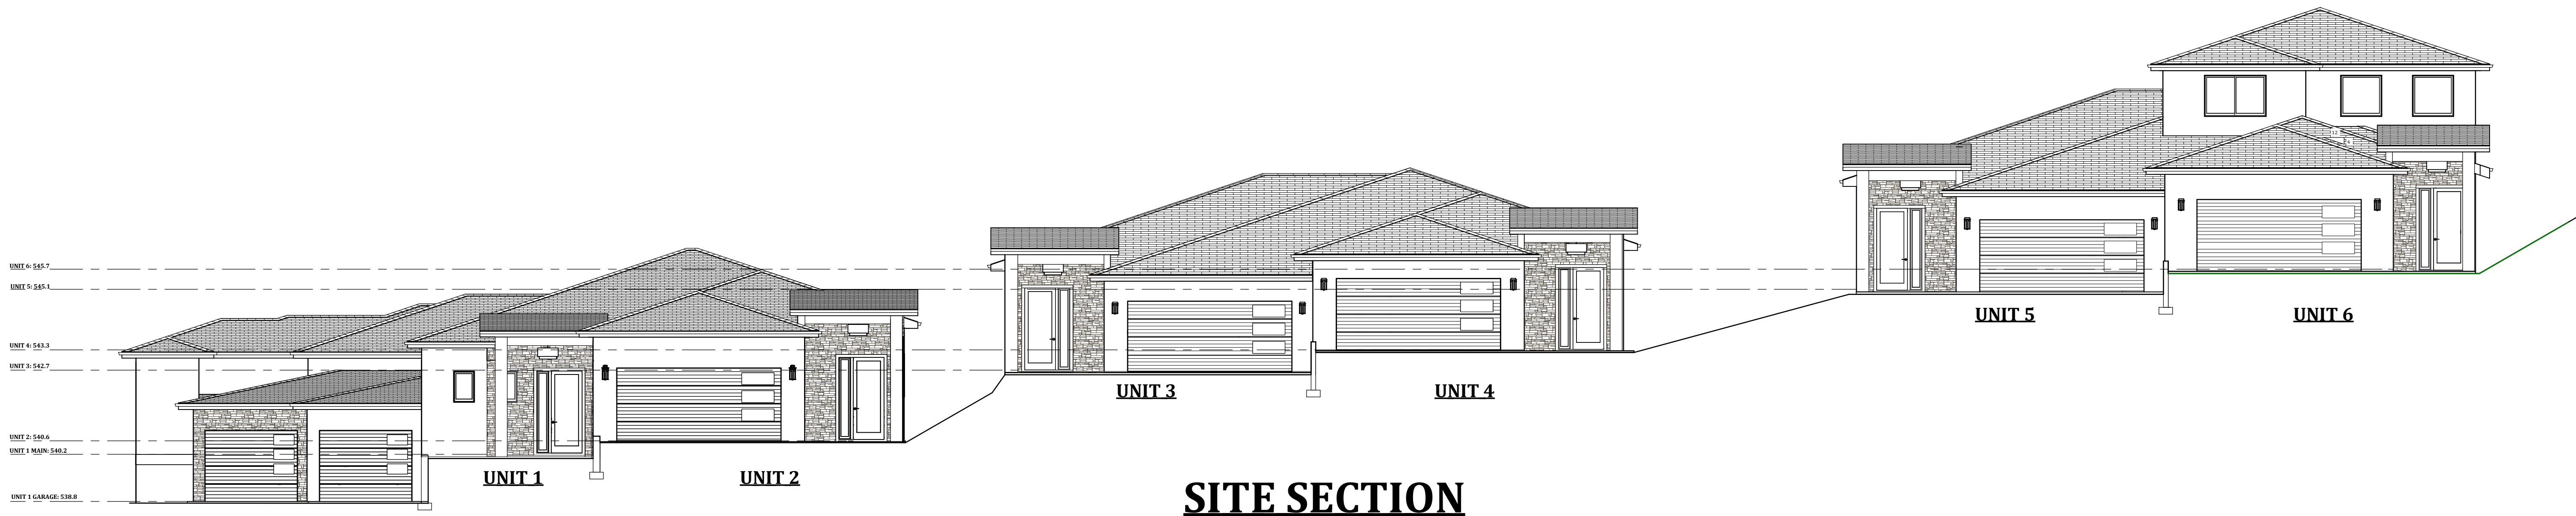 UNIT 6: 545.7
UNIT 5: 545.1
UNIT 4: 543.3
UNIT 3: 542.7
UNIT 2: 540.6
UNIT 1 MAIN: 540.2
UNIT 1 GARAGE: 538.8
UNIT 1
UNIT 2
UNIT 3
UNIT 4
UNIT 5
UNIT 6
12
SITE SECTION